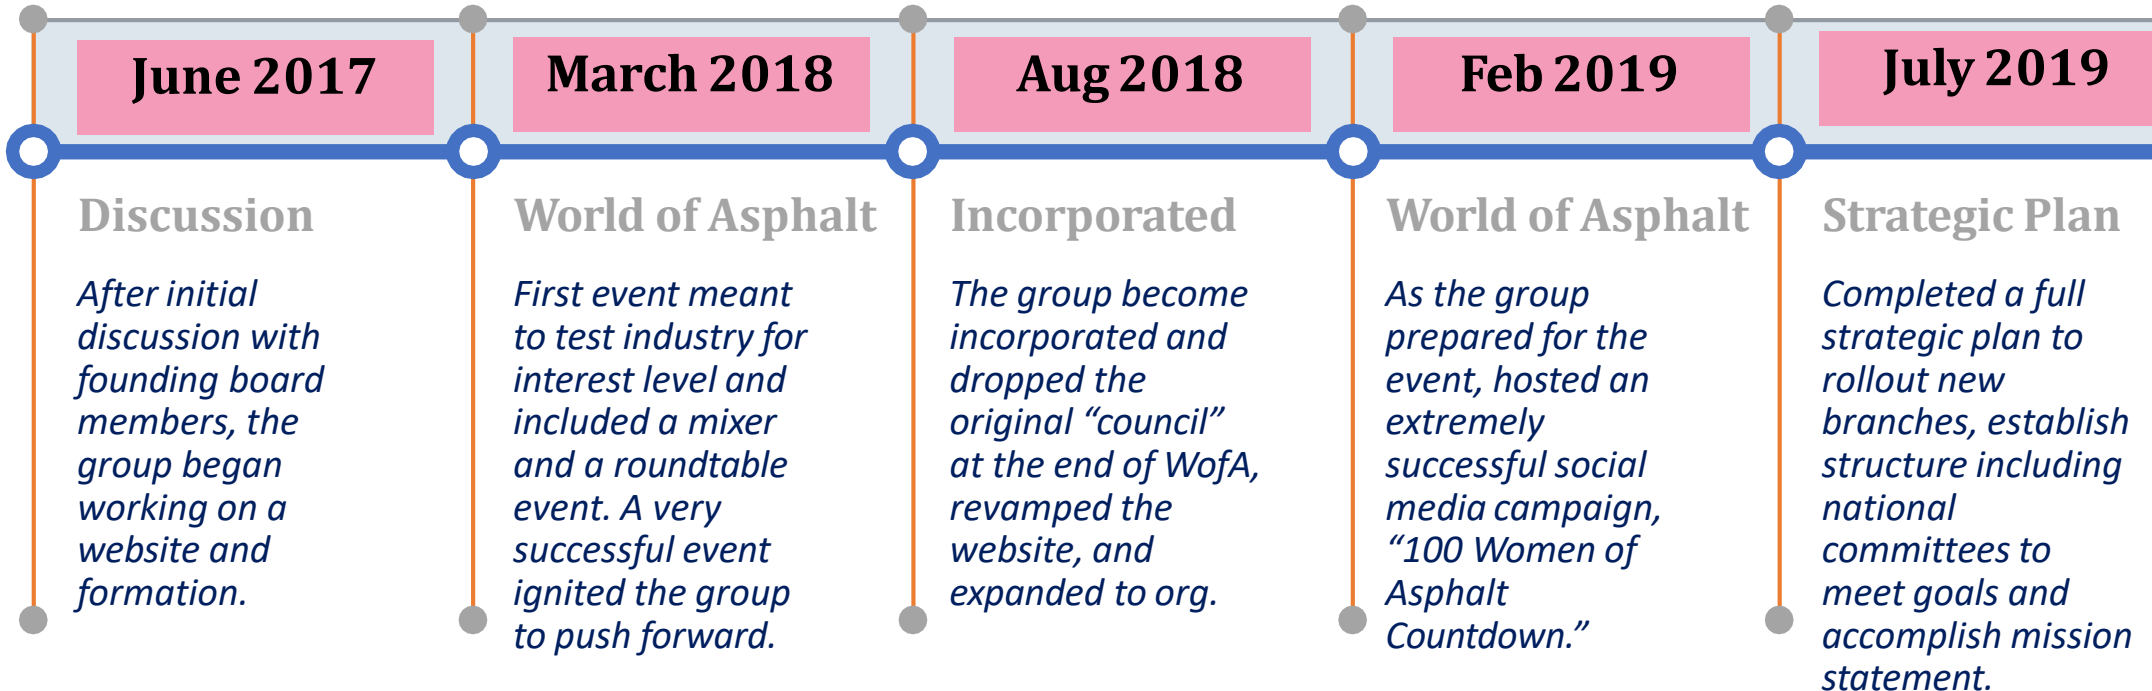 June 2017
Discussion
After initial
discussion with
founding board
members, the
group began
working on a
website and
formation.
March 2018
World of Asphalt
First event meant
to test industry for
interest level and
included a mixer
and a roundtable
event. A very
successful event
ignited the group
to push forward.
Aug 2018
Incorporated
The group become
incorporated and
dropped the
original “council”
at the end of WofA,
revamped the
website, and
expanded to org.
Feb 2019
World of Asphalt
As the group
prepared for the
event, hosted an
extremely
successful social
media campaign,
“100 Women of
Asphalt
Countdown.”
July 2019
Strategic Plan
Completed a full
strategic plan to
rollout new
branches, establish
structure including
national
committees to
meet goals and
accomplish mission
statement.